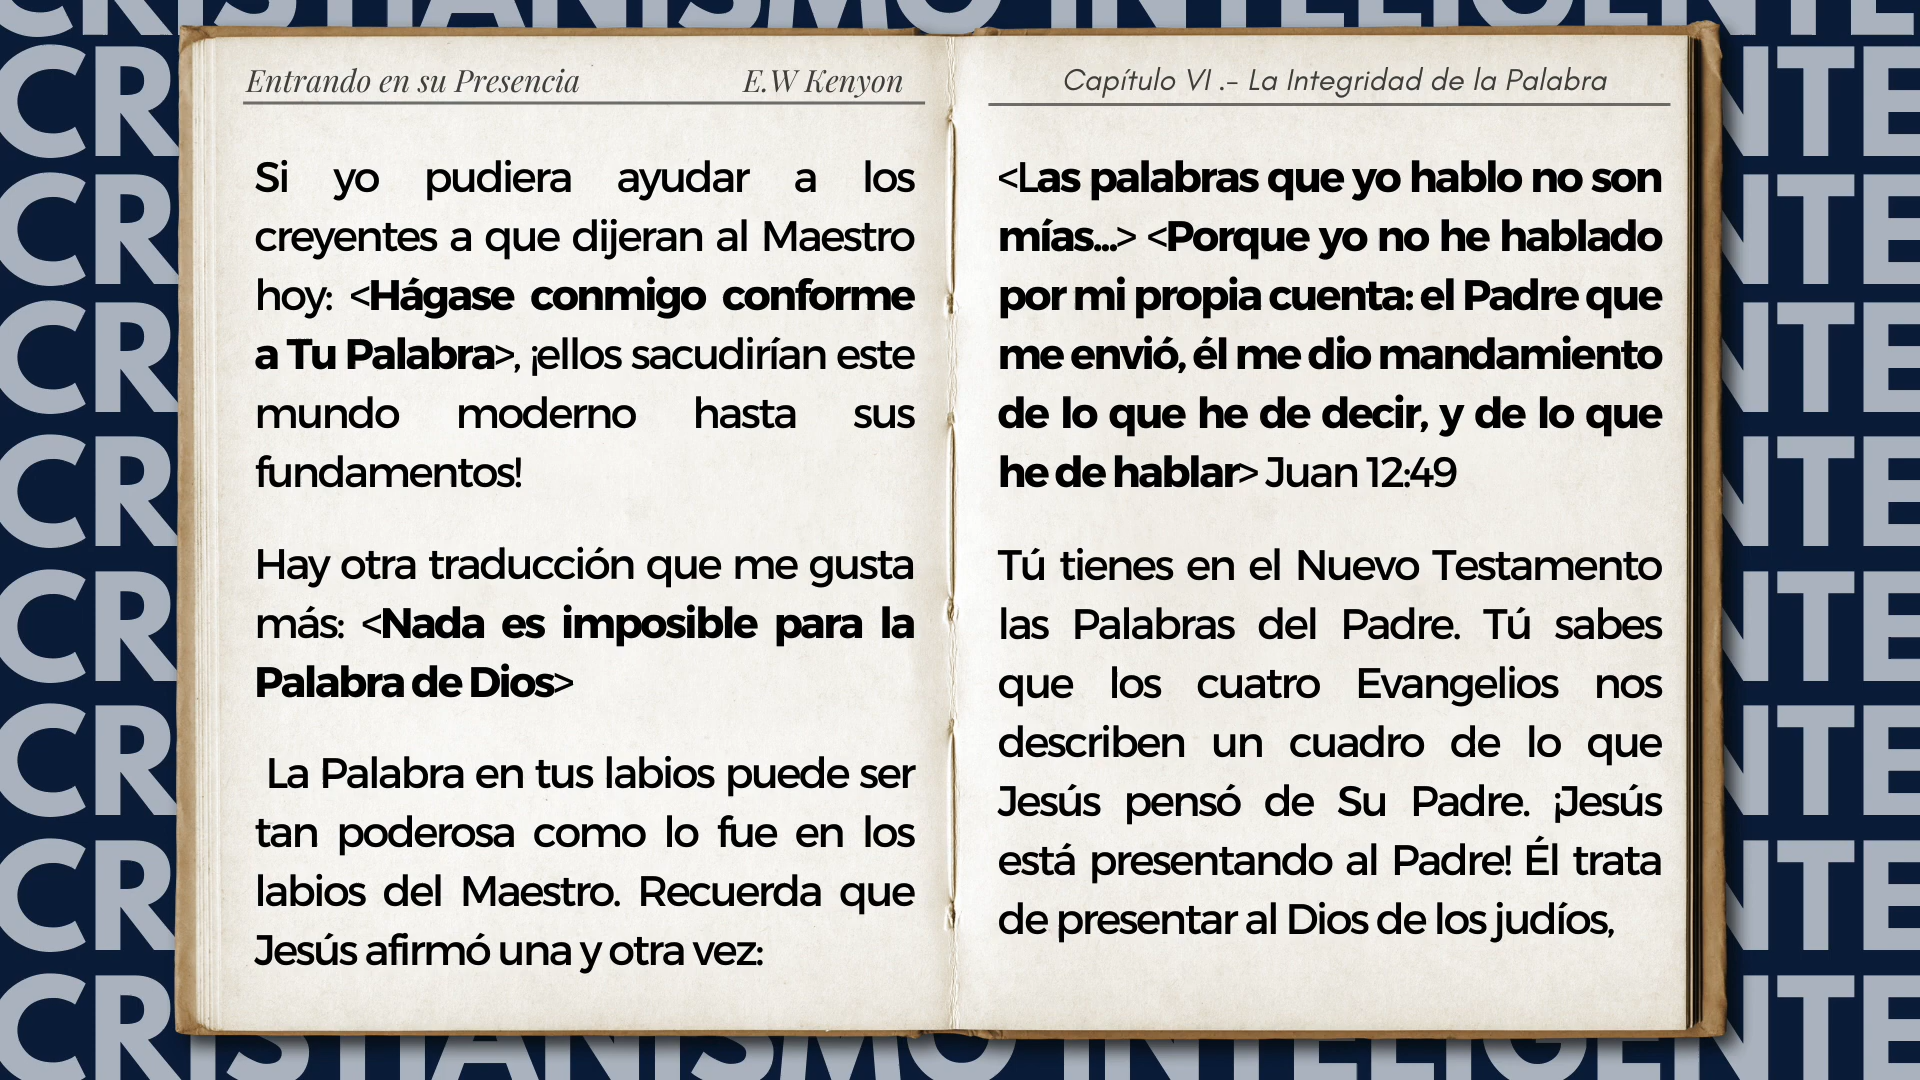 CRISTIANISMO INTELIGENTE
Entrando en su Presencia
E.W Kenyon
Si yo pudiera ayudar a los
creyentes a que dijeran al Maestro
hoy: <Hágase conmigo conforme
a Tu Palabra>, ¡ellos sacudirían este
mundo moderno hasta sus
fundamentos!
Hay otra traducción que me gusta
más: <Nada es imposible para la
Palabra de Dios>
La Palabra en tus labios puede ser
tan poderosa como lo fue en los
labios del Maestro. Recuerda que
Jesús afirmó una y otra vez:
Capítulo VI .- La Integridad de la Palabra
<Las palabras que yo hablo no son
mías...> <Porque yo no he hablado
por mi propia cuenta: el Padre que
me envió, él me dio mandamiento
de lo que he de decir, y de lo que
he de hablar> Juan 12:49
Tú tienes en el Nuevo Testamento
las Palabras del Padre. Tú sabes
que los cuatro Evangelios nos
describen un cuadro de lo que
Jesús pensó de Su Padre. ¡Jesús
está presentando al Padre! Él trata
de presentar al Dios de los judíos,
CRISTIANISMO INTELIGENTE